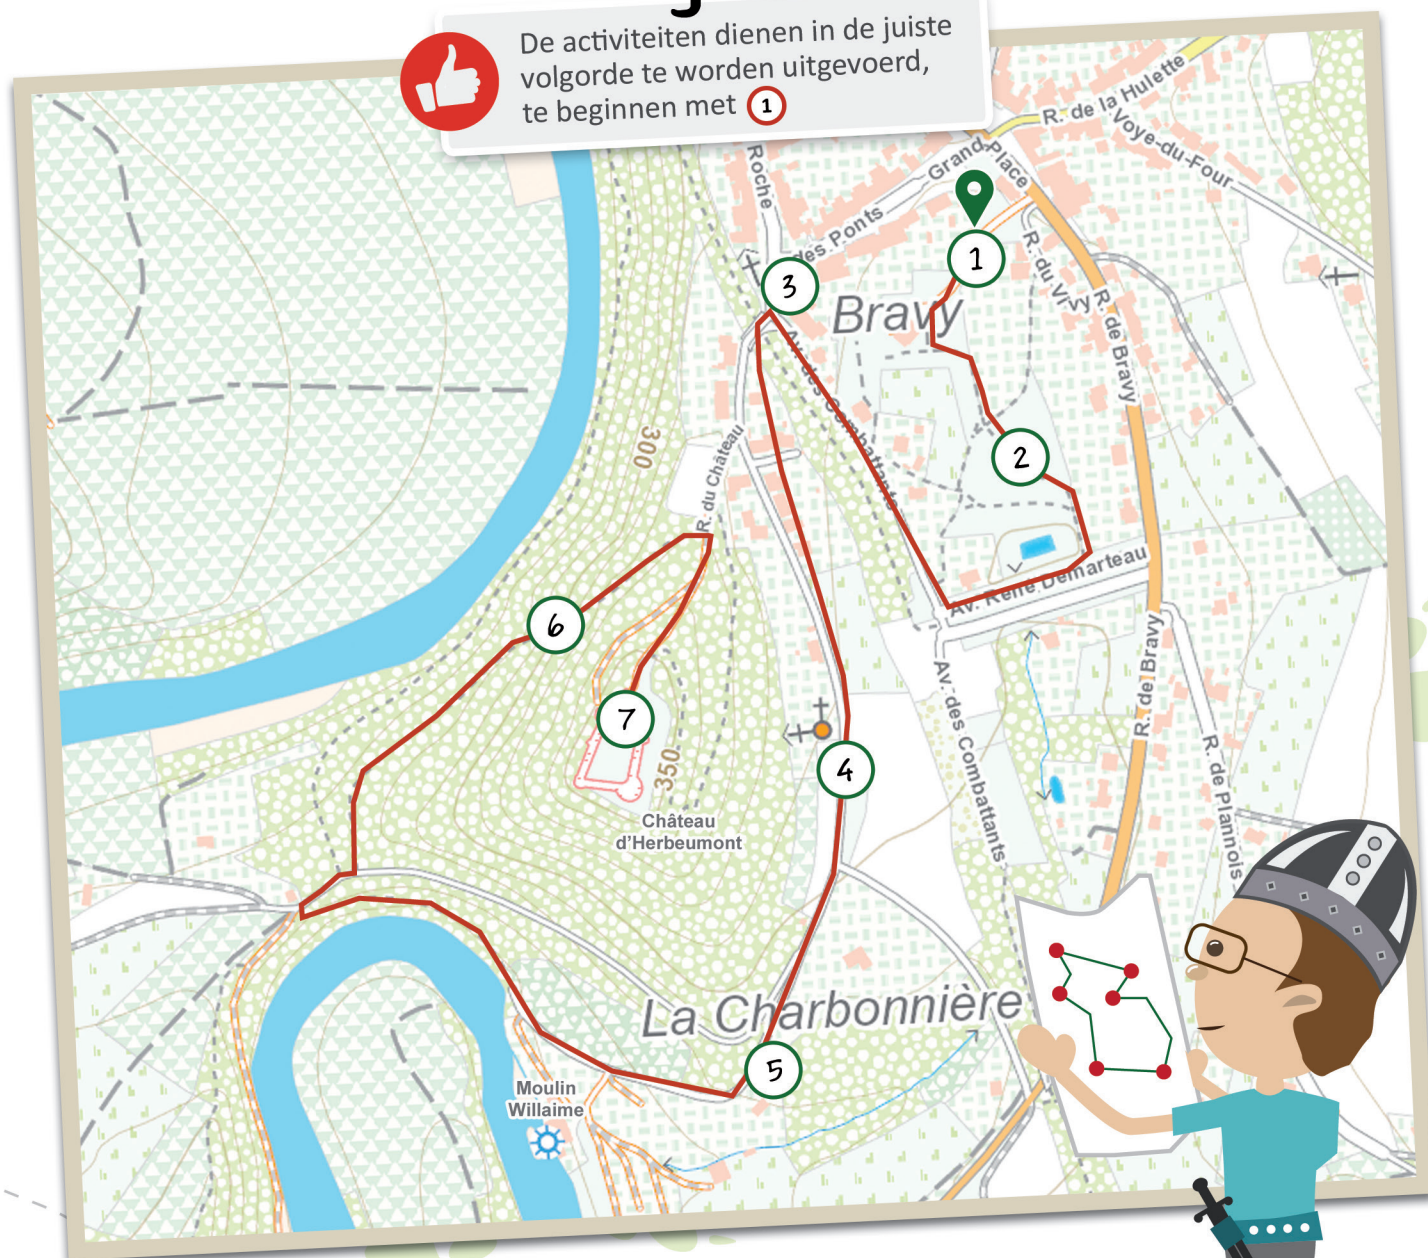 De activiteiten dienen in de juiste
volgorde te worden uitgevoerd,
te beginnen met 1
R. de la Hulette
Voye-du-Four
Grand-Place
Roche
des Ponts
1
3
R. du Vivy
Bravy
R. de Bravy
Av. des Combattants
300
R. du Château
2
Av. René Demarteau
6
R. de Bravy
Av. des Combattants
7
350
4
R. de Plannois
Château
d'Herbeumont
La Charbonnière
5
Moulin
Willaime